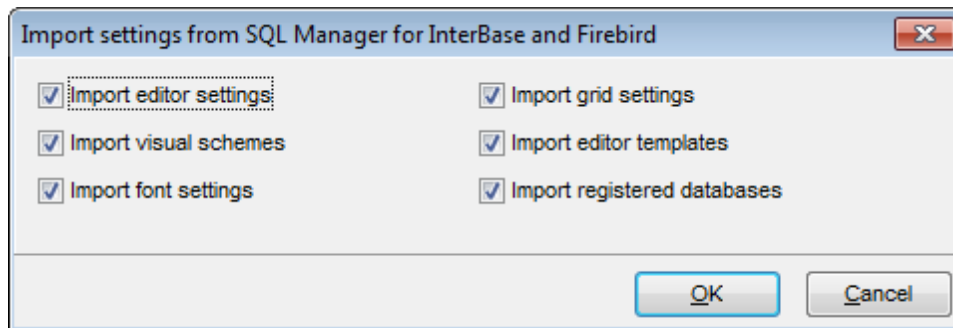 Import settings from SQL Manager for InterBase and Firebird
Import editor settings
Import grid settings
Import visual schemes
Import editor templates
Import font settings
Import registered databases
OK
Cancel